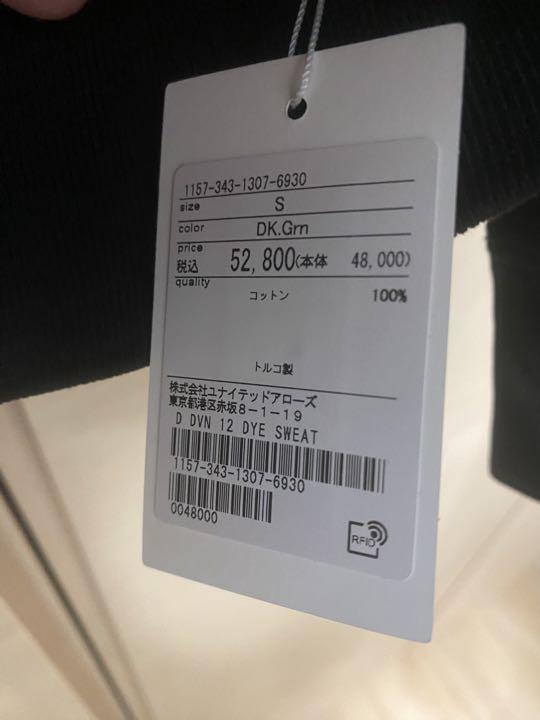 1157-343-1307-6930
size S
color DK.Grn
price
税込 52,800(本体 48,000)
quality
コットン 100%
トルコ製
株式会社ユナイテッドアローズ
東京都港区赤坂8-1-19
D DVN 12 DYE SWEAT
1157-343-1307-6930
0048000
RFID